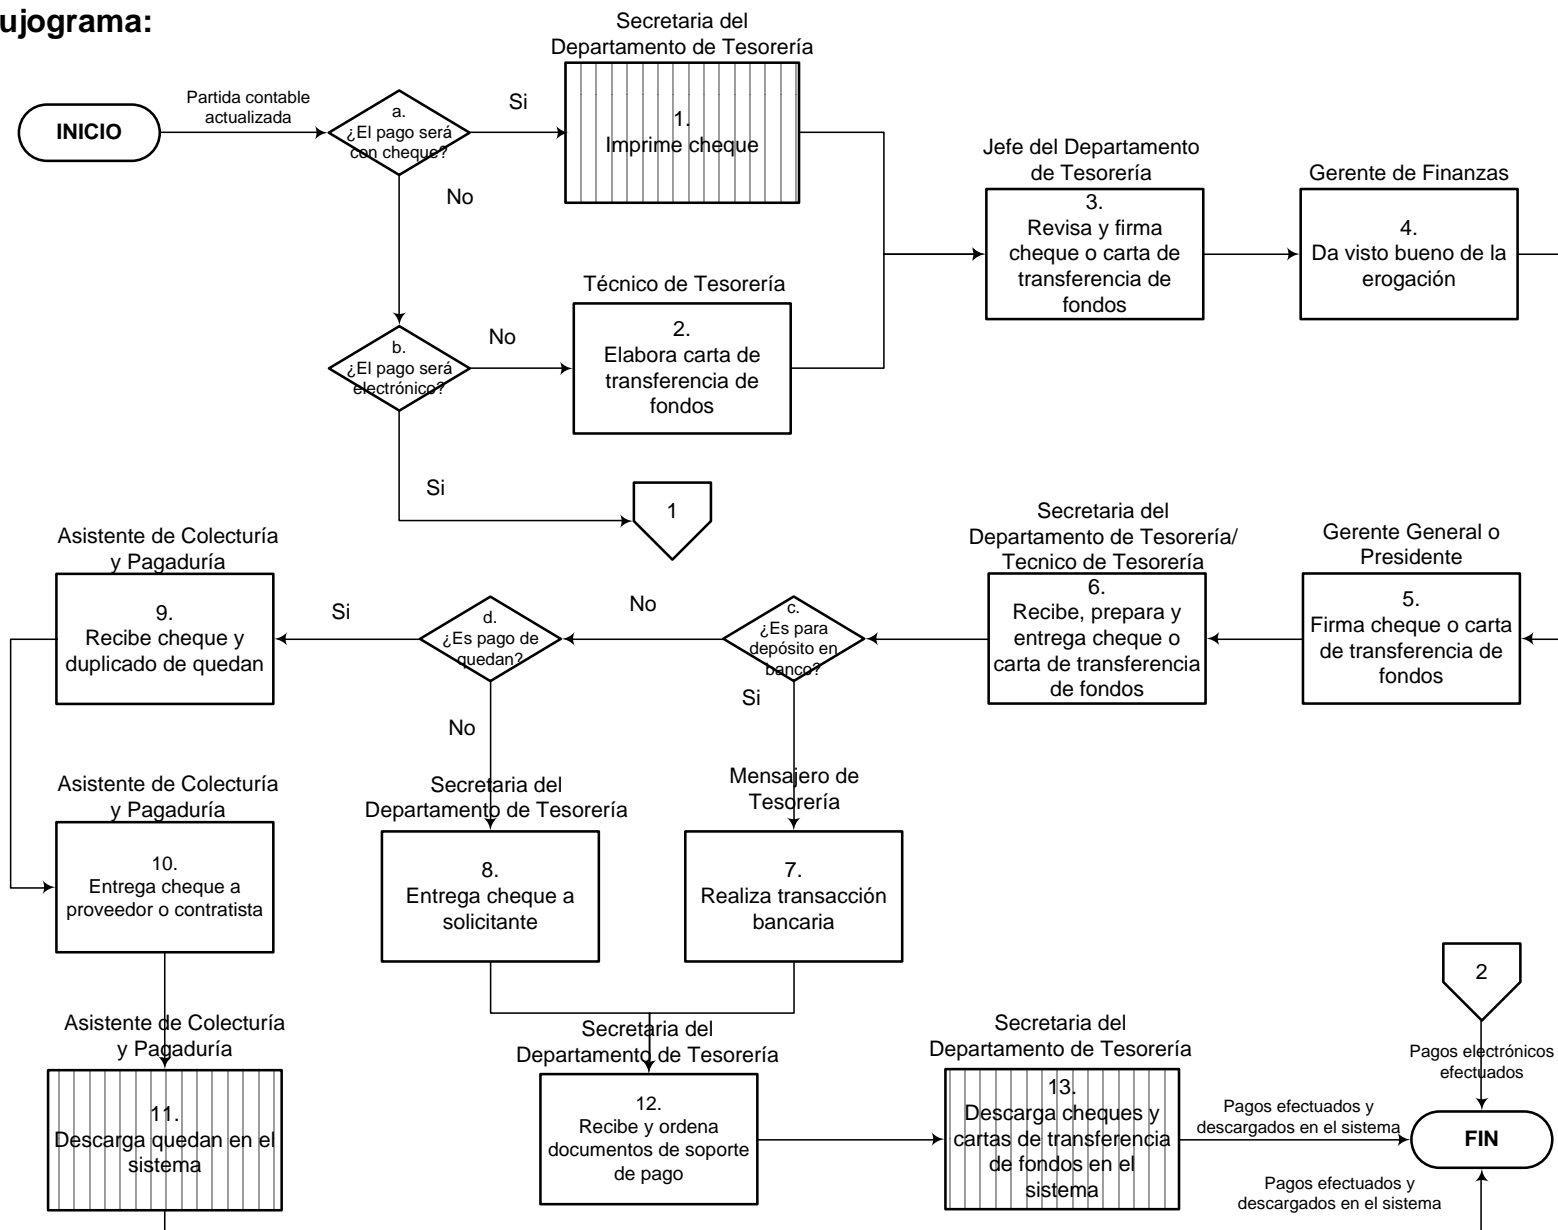 ujograma:
INICIO
Partida contable
actualizada
a.
¿El pago será
con cheque?
Si
No
Secretaria del
Departamento de Tesorería
1.
Imprime cheque
b.
¿El pago será
electrónico?
No
Si
Técnico de Tesorería
2.
Elabora carta de
transferencia de
fondos
1
Jefe del Departamento
de Tesorería
3.
Revisa y firma
cheque o carta de
transferencia de
fondos
Gerente de Finanzas
4.
Da visto bueno de la
erogación
Gerente General o
Presidente
5.
Firma cheque o carta
de transferencia de
fondos
Secretaria del
Departamento de Tesorería/
Tecnico de Tesorería
6.
Recibe, prepara y
entrega cheque o
carta de transferencia
de fondos
c.
¿Es para
depósito en
banco?
No
Si
d.
¿Es pago de
quedan?
Si
No
Asistente de Colecturía
y Pagaduría
9.
Recibe cheque y
duplicado de quedan
Asistente de Colecturía
y Pagaduría
10.
Entrega cheque a
proveedor o contratista
Secretaria del
Departamento de Tesorería
8.
Entrega cheque a
solicitante
Mensajero de
Tesorería
7.
Realiza transacción
bancaria
Asistente de Colecturía
y Pagaduría
11.
Descarga quedan en el
sistema
Secretaria del
Departamento de Tesorería
12.
Recibe y ordena
documentos de soporte
de pago
Secretaria del
Departamento de Tesorería
13.
Descarga cheques y
cartas de transferencia
de fondos en el
sistema
Pagos efectuados y
descargados en el sistema
2
Pagos electrónicos
efectuados
FIN
Pagos efectuados y
descargados en el sistema